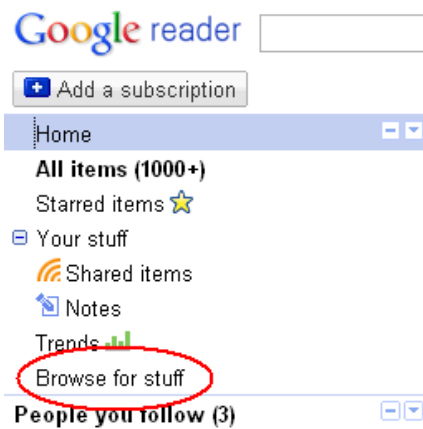 Google reader
Add a subscription
Home
All items (1000+)
Starred items
Your stuff
Shared items
Notes
Trends
Browse for stuff
People you follow (3)